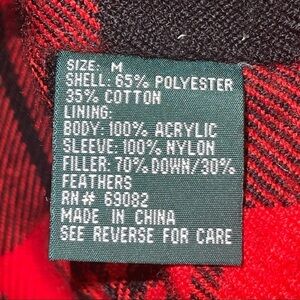 SIZE: M
SHELL: 65% POLYESTER
35% COTTON
LINING:
BODY: 100% ACRYLIC
SLEEVE: 100% NYLON
FILLER: 70% DOWN/30%
FEATHERS
RN# 69082
MADE IN CHINA
SEE REVERSE FOR CARE